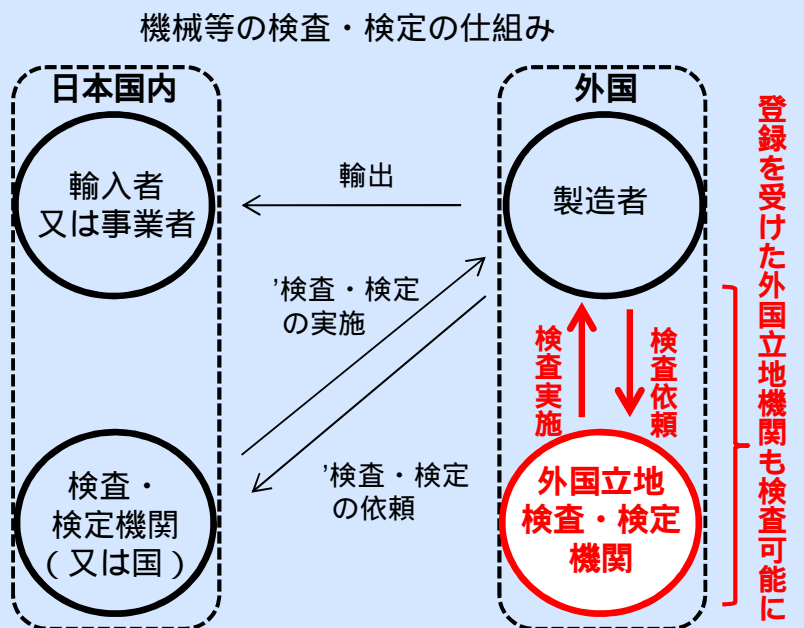 機械等の検査・検定の仕組み
日本国内
外国
輸入者
又は事業者
輸出
製造者
'検査・検定
の実施
検査実施
検査依頼
'検査・検定
の依頼
検査・
検定機関
(又は国)
外国立地
検査・検定
機関
登録を受けた外国立地機関も検査可能に